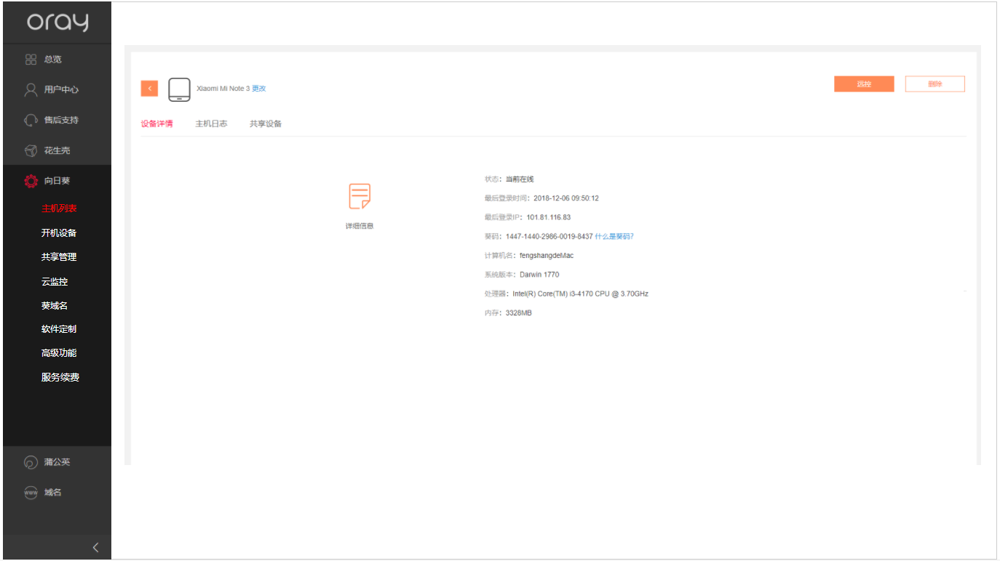 oray
总览
用户中心
售后支持
花生壳
向日葵
主机列表
开机设备
共享管理
云监控
葵域名
软件定制
高级功能
服务续费
蒲公英
www 域名
Xiaomi Mi Note 3 更改
远控 删除
设备详情 主机日志 共享设备
详细信息
状态：当前在线
最后登录时间：2018-12-06 09:50:12
最后登录IP：101.81.116.83
葵码：1447-1440-2986-0019-8437 什么是葵码?
计算机名：fengshangdeMac
系统版本：Darwin 1770
处理器：Intel(R) Core(TM) i3-4170 CPU @ 3.70GHz
内存：3328MB